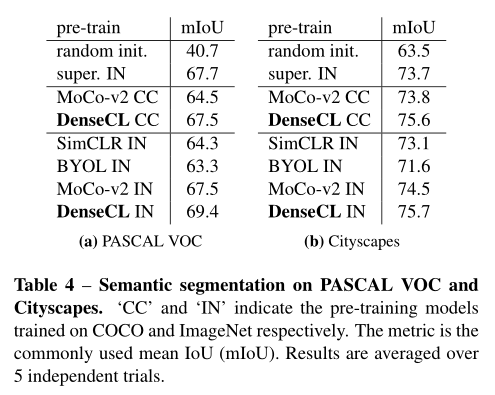 pre-train mIoU
random init. 40.7
super. IN 67.7
MoCo-v2 CC 64.5
DenseCL CC 67.5
SimCLR IN 64.3
BYOL IN 63.3
MoCo-v2 IN 67.5
DenseCL IN 69.4
(a) PASCAL VOC
pre-train mIoU
random init. 63.5
super. IN 73.7
MoCo-v2 CC 73.8
DenseCL CC 75.6
SimCLR IN 73.1
BYOL IN 71.6
MoCo-v2 IN 74.5
DenseCL IN 75.7
(b) Cityscapes
Table 4 – Semantic segmentation on PASCAL VOC and
Cityscapes. ‘CC’ and ‘IN’ indicate the pre-training models
trained on COCO and ImageNet respectively. The metric is the
commonly used mean IoU (mIoU). Results are averaged over
5 independent trials.